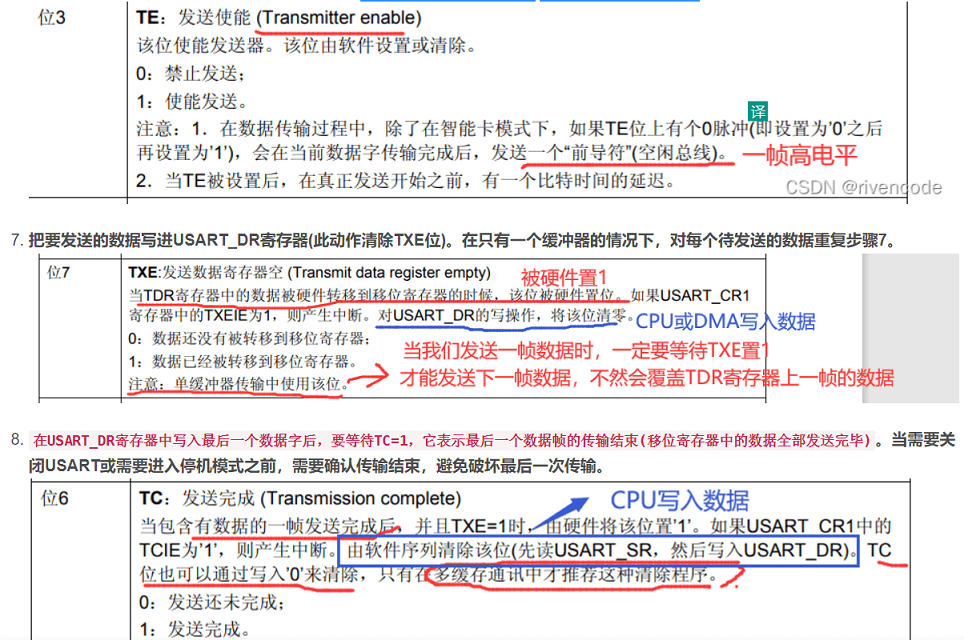 位3
TE：发送使能 (Transmitter enable)
该位使能发送器。该位由软件设置或清除。
0：禁止发送；
1：使能发送。
译
注意：1．在数据传输过程中，除了在智能卡模式下，如果TE位上有个0脉冲(即设置为'0'之后
再设置为'1')，会在当前数据字传输完成后，发送一个“前导符”(空闲总线)。
一帧高电平
2．当TE被设置后，在真正发送开始之前，有一个比特时间的延迟。
CSDN @rivencode
7. 把要发送的数据写进USART_DR寄存器(此动作清除TXE位)。在只有一个缓冲器的情况下，对每个待发送的数据重复步骤7。
位7
TXE:发送数据寄存器空 (Transmit data register empty)
被硬件置1
当TDR寄存器中的数据被硬件转移到移位寄存器的时候，该位被硬件置位。如果USART_CR1
寄存器中的TXEIE为1，则产生中断。对USART_DR的写操作，将该位清零。
CPU或DMA写入数据
0：数据还没有被转移到移位寄存器；
当我们发送一帧数据时，一定要等待TXE置1
1：数据已经被转移到移位寄存器。
才能发送下一帧数据，不然会覆盖TDR寄存器上一帧的数据
注意：单缓冲器传输中使用该位。
8. 在USART_DR寄存器中写入最后一个数据字后，要等待TC=1，它表示最后一个数据帧的传输结束(移位寄存器中的数据全部发送完毕)。当需要关
闭USART或需要进入停机模式之前，需要确认传输结束，避免破坏最后一次传输。
位6
TC：发送完成 (Transmission complete)
CPU写入数据
当包含有数据的一帧发送完成后，并且TXE=1时，由硬件将该位置'1'。如果USART_CR1中的
TCIE为'1'，则产生中断。由软件序列清除该位(先读USART_SR，然后写入USART_DR)。TC
位也可以通过写入'0'来清除，只有在多缓存通讯中才推荐这种清除程序。
0：发送还未完成；
1：发送完成。